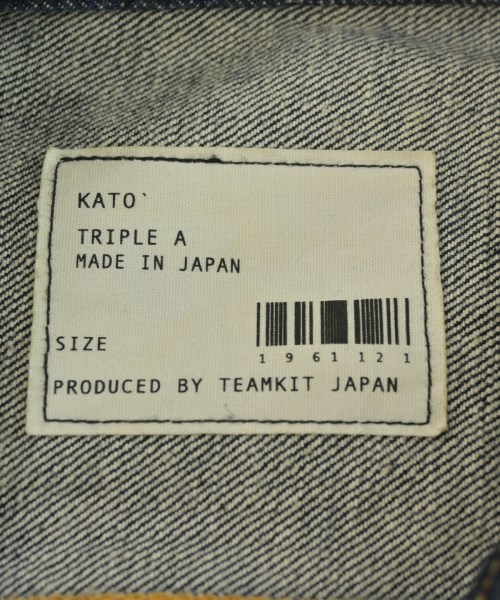 KATO`
TRIPLE A
MADE IN JAPAN
SIZE
1 9 6 1 1 2 1
PRODUCED BY TEAMKIT JAPAN